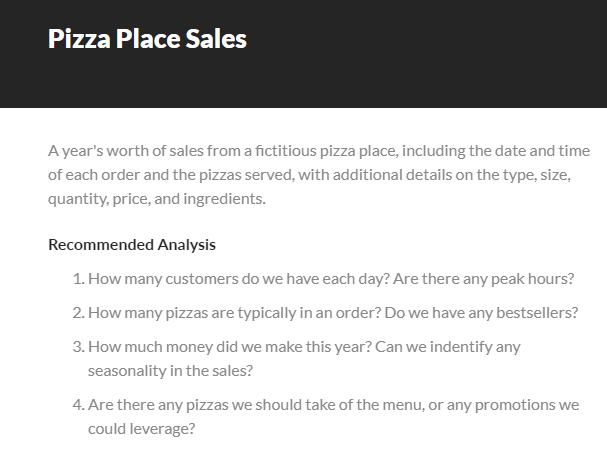 Pizza Place Sales
A year's worth of sales from a fictitious pizza place, including the date and time
of each order and the pizzas served, with additional details on the type, size,
quantity, price, and ingredients.
Recommended Analysis
1. How many customers do we have each day? Are there any peak hours?
2. How many pizzas are typically in an order? Do we have any bestsellers?
3. How much money did we make this year? Can we indentify any
seasonality in the sales?
4. Are there any pizzas we should take of the menu, or any promotions we
could leverage?